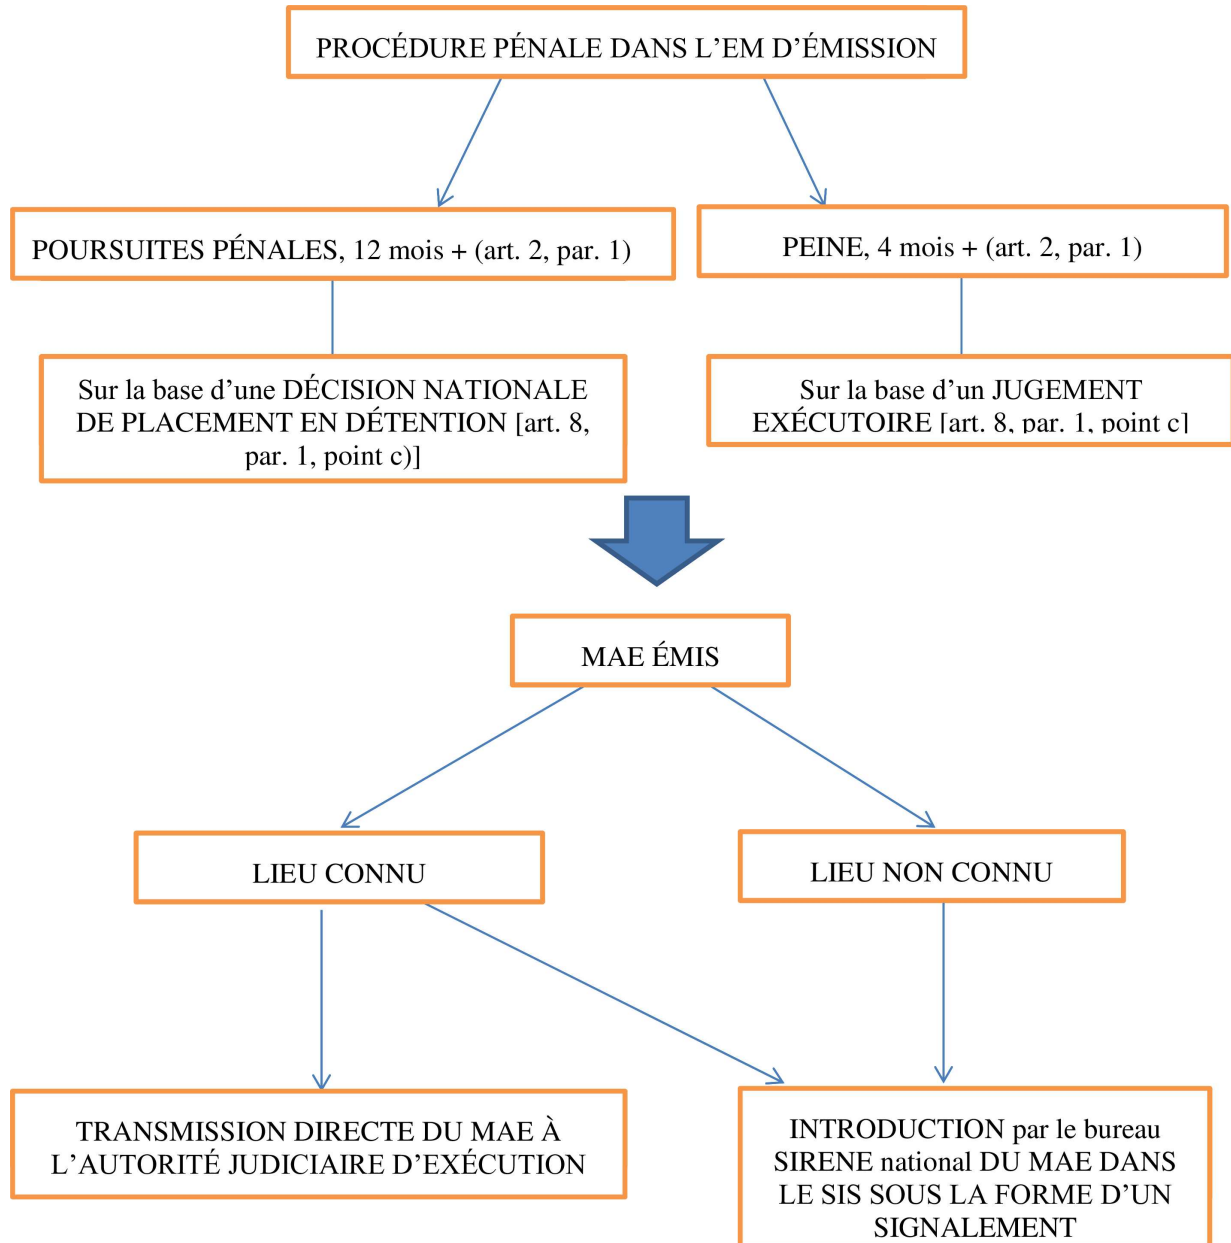 PROCÉDURE PÉNALE DANS L’EM D’ÉMISSION
POURSUITES PÉNALES, 12 mois + (art. 2, par. 1)
PEINE, 4 mois + (art. 2, par. 1)
Sur la base d’une DÉCISION NATIONALE
DE PLACEMENT EN DÉTENTION [art. 8,
par. 1, point c)]
Sur la base d’un JUGEMENT
EXÉCUTOIRE [art. 8, par. 1, point c]
MAE ÉMIS
LIEU CONNU
LIEU NON CONNU
TRANSMISSION DIRECTE DU MAE À
L’AUTORITÉ JUDICIAIRE D’EXÉCUTION
INTRODUCTION par le bureau
SIRENE national DU MAE DANS
LE SIS SOUS LA FORME D’UN
SIGNALEMENT